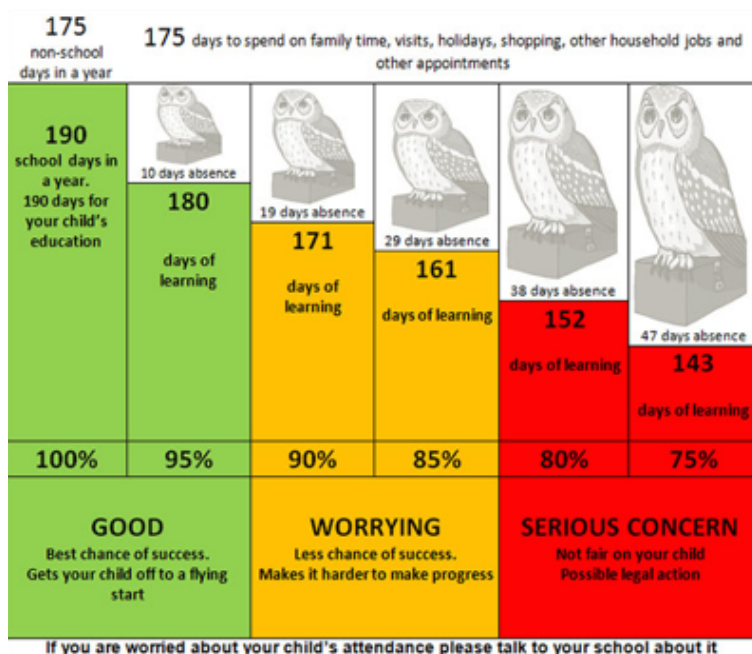 175
non-school
days in a year
175 days to spend on family time, visits, holidays, shopping, other household jobs and
other appointments
190
school days in
a year.
190 days for
your child's
education
10 days absence
180
days of
learning
19 days absence
171
days of
learning
29 days absence
161
days of learning
38 days absence
152
days of learning
47 days absence
143
days of learning
100%
95%
90%
85%
80%
75%
GOOD
Best chance of success.
Gets your child off to a flying
start
WORRYING
Less chance of success.
Makes it harder to make progress
SERIOUS CONCERN
Not fair on your child
Possible legal action
If you are worried about your child's attendance please talk to your school about it